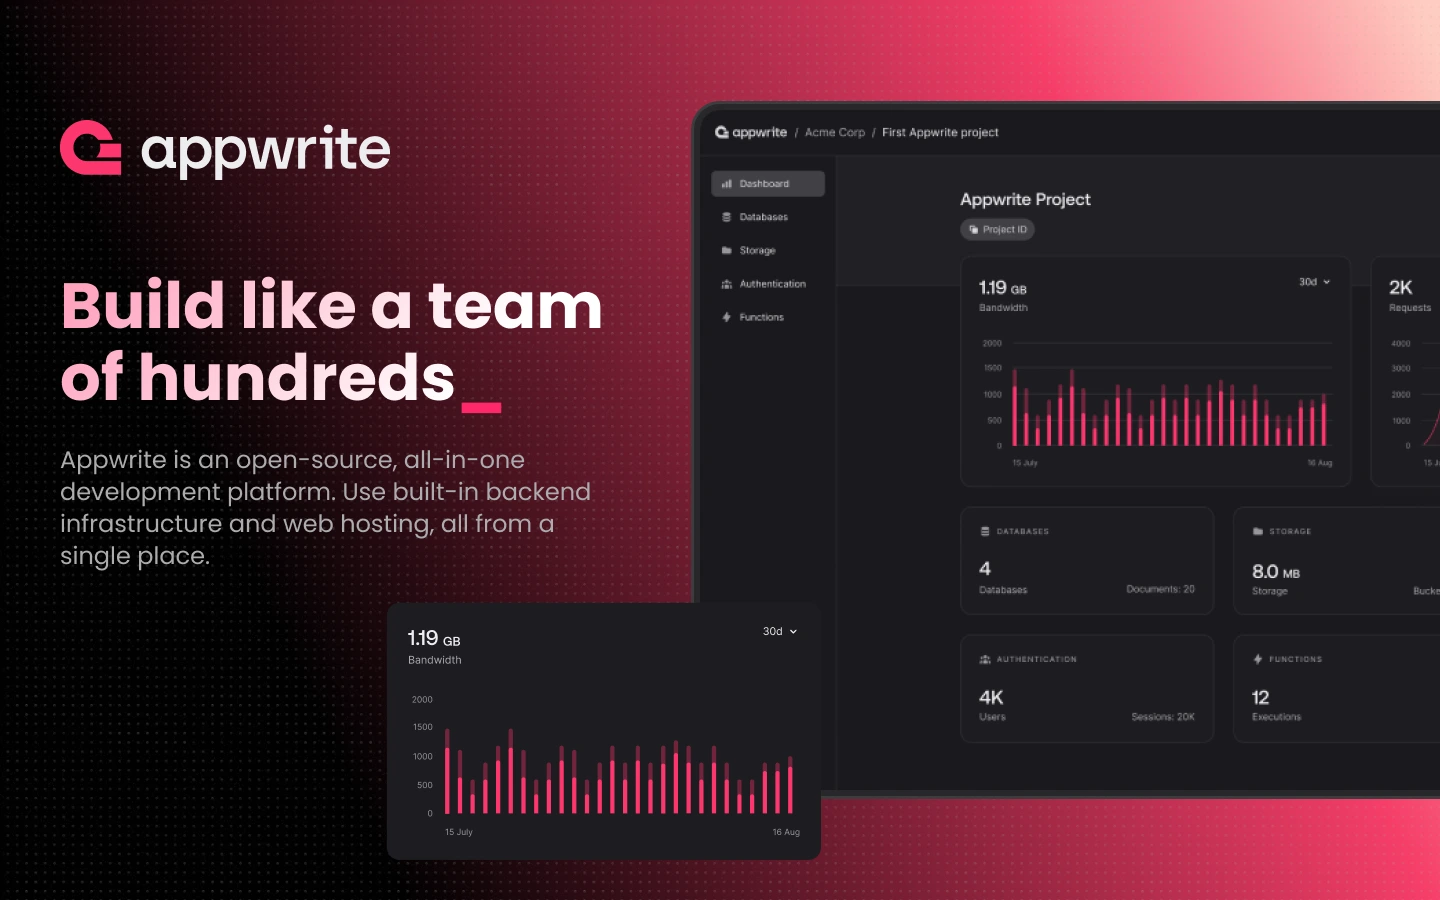 appwrite
Build like a team
of hundreds_
Appwrite is an open-source, all-in-one
development platform. Use built-in backend
infrastructure and web hosting, all from a
single place.
appwrite / Acme Corp / First Appwrite project
Dashboard
Databases
Storage
Authentication
Functions
Appwrite Project
Project ID
1.19 GB
30d
Bandwidth
2000
1500
1000
500
0
15 July
16 Aug
2K
Requests
4000
3000
2000
1000
0
15 J
DATABASES
4
Databases
Documents: 20
STORAGE
8.0 MB
Storage
Bucke
AUTHENTICATION
4K
Users
Sessions: 20K
FUNCTIONS
12
Executions
1.19 GB
30d
Bandwidth
2000
1500
1000
500
0
15 July
16 Aug